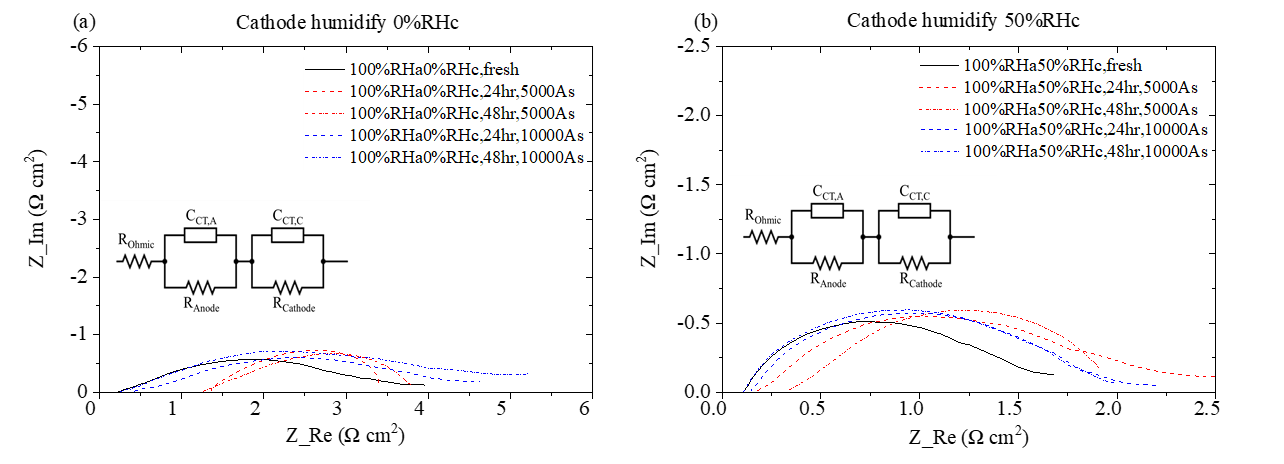 (a)
Cathode humidify 0%RHc
-6
-5
-4
-3
-2
-1
0
Z_Im (Ω cm²)
100%RHa0%RHc,fresh
100%RHa0%RHc,24hr,5000As
100%RHa0%RHc,48hr,5000As
100%RHa0%RHc,24hr,10000As
100%RHa0%RHc,48hr,10000As
R_Ohmic
C_CT,A
C_CT,C
R_Anode
R_Cathode
0 1 2 3 4 5 6
Z_Re (Ω cm²)
(b)
Cathode humidify 50%RHc
-2.5
-2.0
-1.5
-1.0
-0.5
0.0
Z_Im (Ω cm²)
100%RHa50%RHc,fresh
100%RHa50%RHc,24hr,5000As
100%RHa50%RHc,48hr,5000As
100%RHa50%RHc,24hr,10000As
100%RHa50%RHc,48hr,10000As
R_Ohmic
C_CT,A
C_CT,C
R_Anode
R_Cathode
0.0 0.5 1.0 1.5 2.0 2.5
Z_Re (Ω cm²)